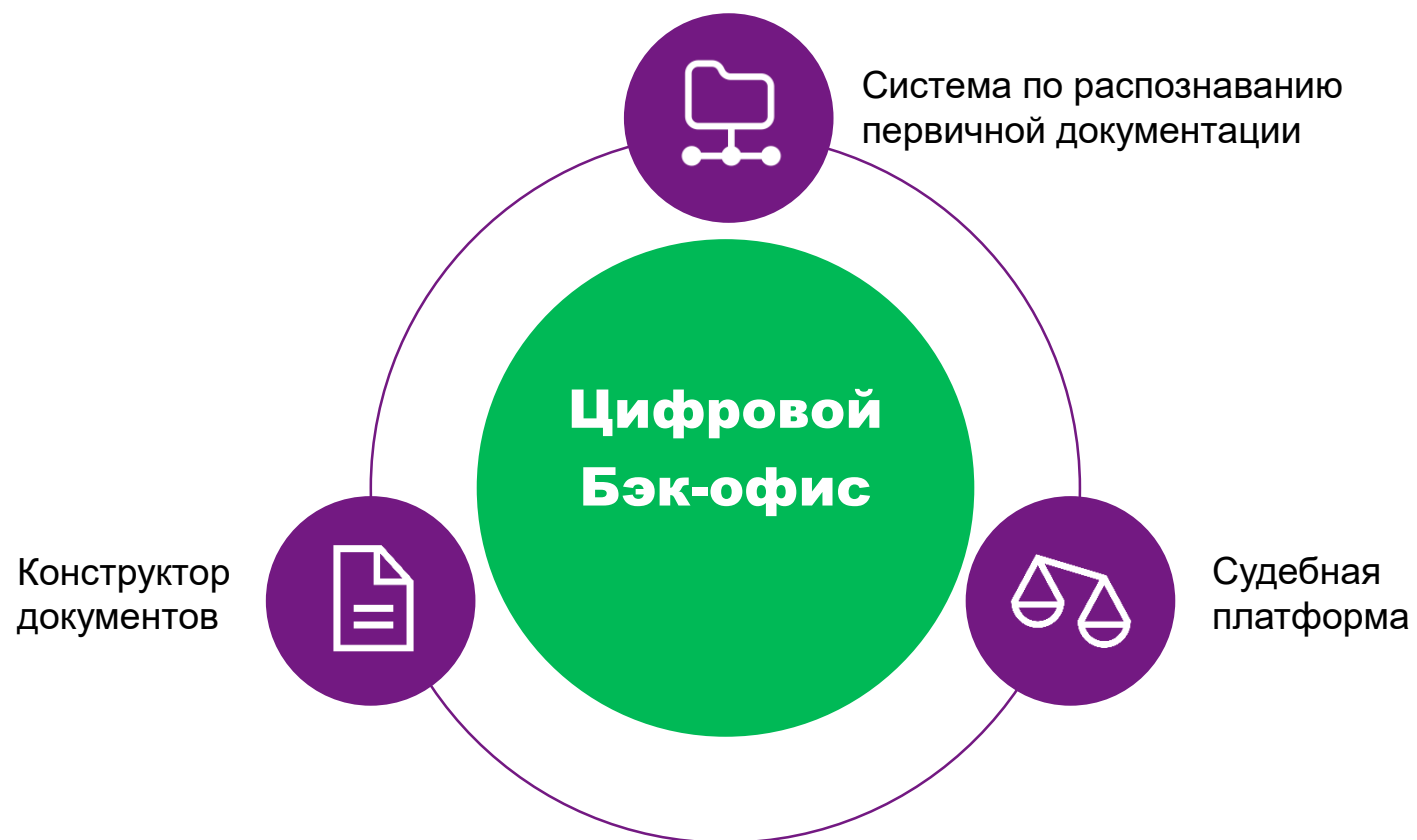 Система по распознаванию
первичной документации
Цифровой
Бэк-офис
Конструктор
документов
Судебная
платформа